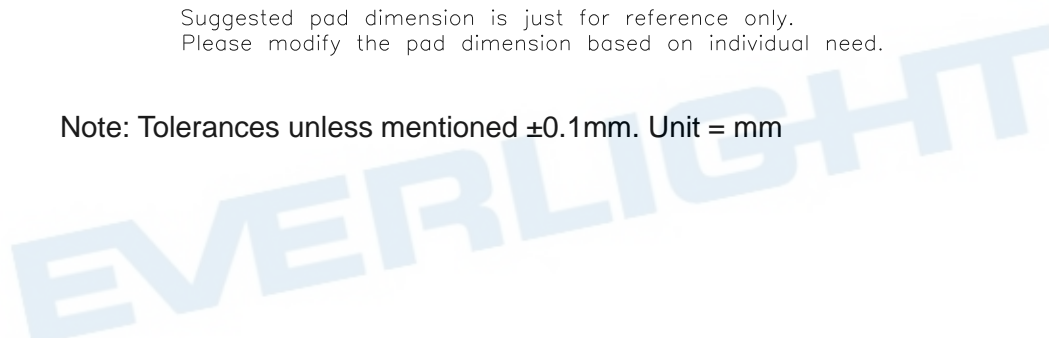 Suggested pad dimension is just for reference only.
Please modify the pad dimension based on individual need.
Note: Tolerances unless mentioned ±0.1mm. Unit = mm
EVERLIGHT